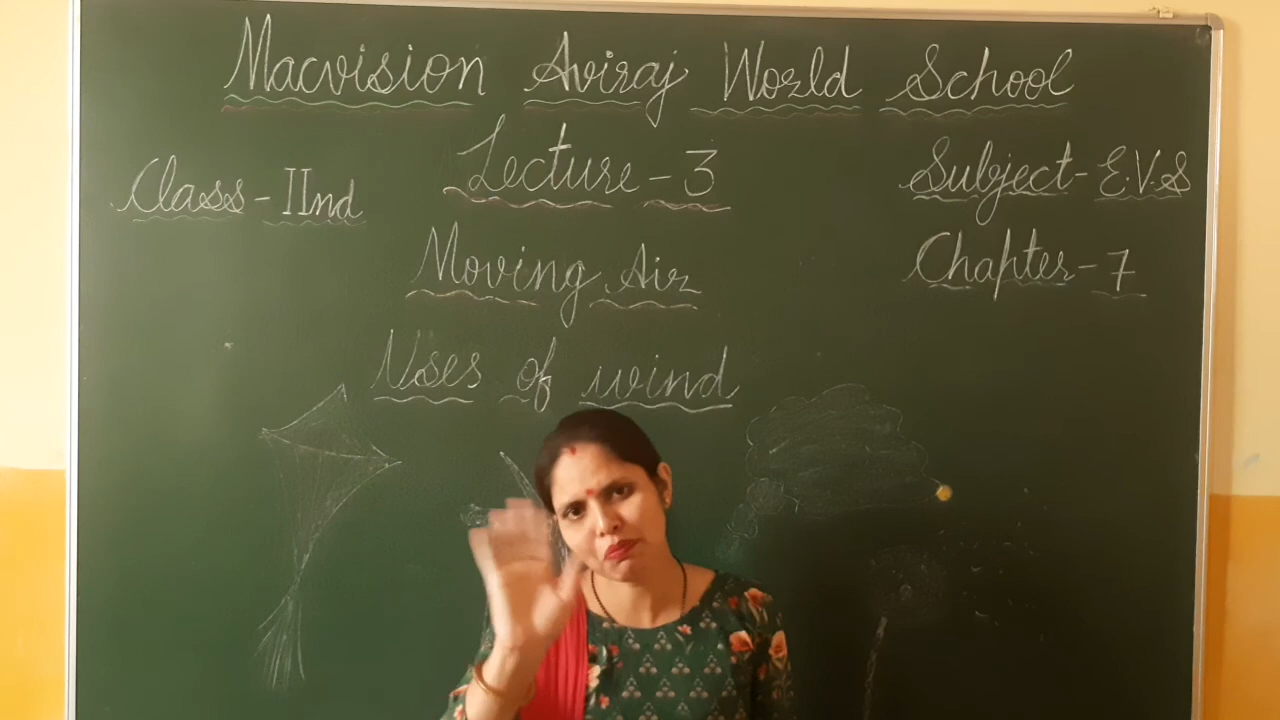 Macvision Aviraj World School
Class-IInd
Lecture-3
Subject-E.V.S
Moving Air
Chapter-7
Uses of wind